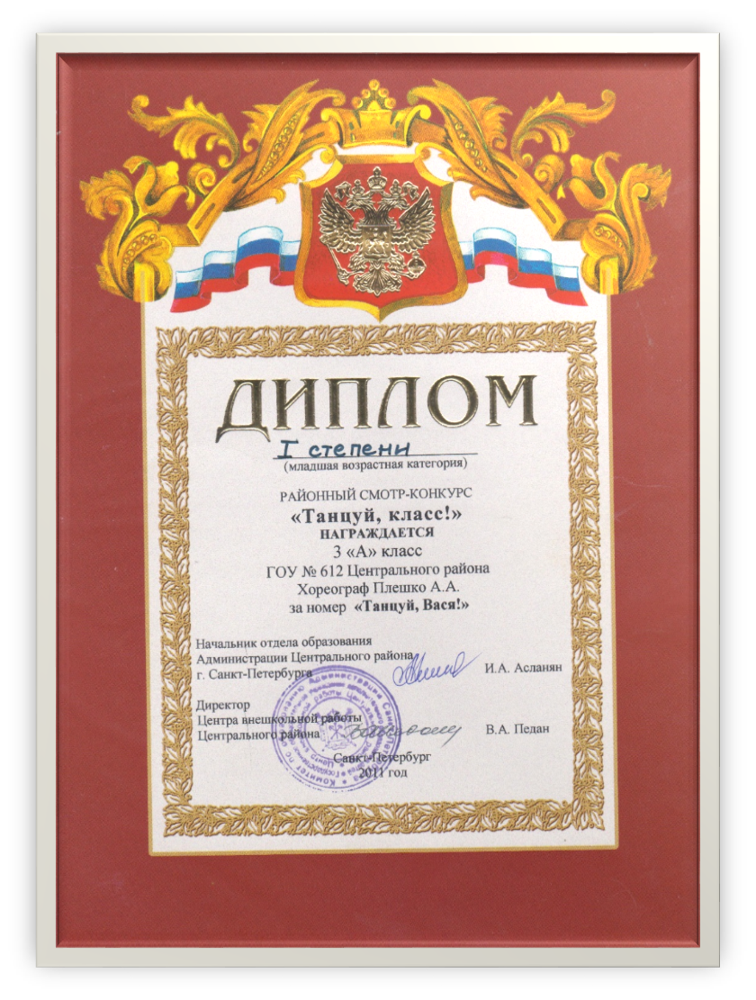 ДИПЛОМ
I степени
(младшая возрастная категория)
РАЙОННЫЙ СМОТР-КОНКУРС
«Танцуй, класс!»
НАГРАЖДАЕТСЯ
3 «А» класс
ГОУ № 612 Центрального района
Хореограф Плешко А.А.
за номер «Танцуй, Вася!»
Начальник отдела образования
Администрации Центрального района
г. Санкт-Петербурга
И.А. Асланян
Директор
Центра внешкольной работы
Центрального района
В.А. Педан
Санкт-Петербург
2011 год